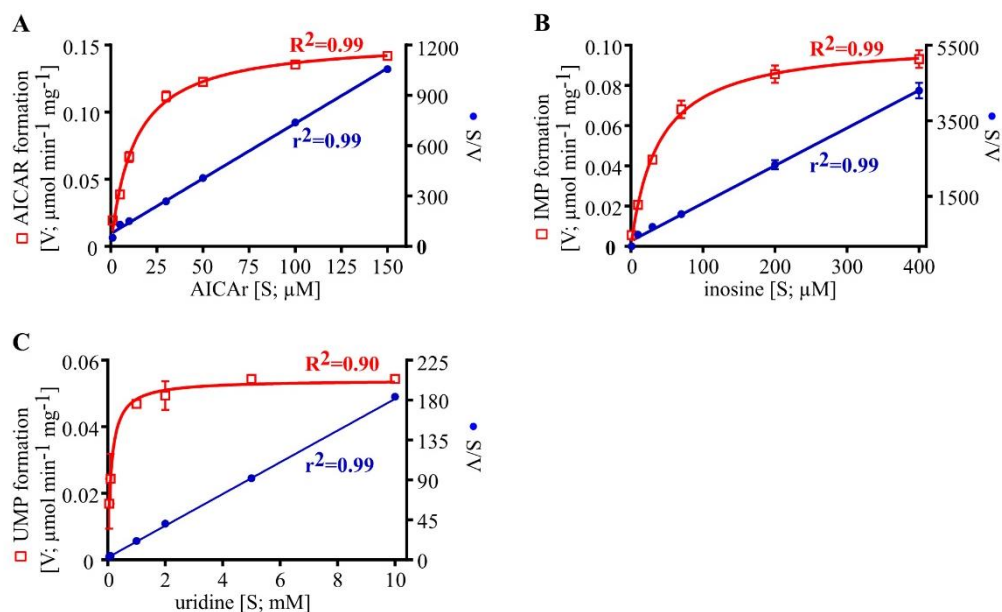 A
AICAR formation
[V; µmol min⁻¹ mg⁻¹]
0.15
0.10
0.05
0
R²=0.99
r²=0.99
1200
900
600
300
0
S/V
0 25 50 75 100 125 150
AICAr [S; µM]
B
IMP formation
[V; µmol min⁻¹ mg⁻¹]
0.10
0.08
0.06
0.04
0.02
0
R²=0.99
r²=0.99
5500
3500
1500
S/V
0 100 200 300 400
inosine [S; µM]
C
UMP formation
[V; µmol min⁻¹ mg⁻¹]
0.06
0.04
0.02
0
R²=0.90
r²=0.99
225
180
135
90
45
0
S/V
0 2 4 6 8 10
uridine [S; mM]